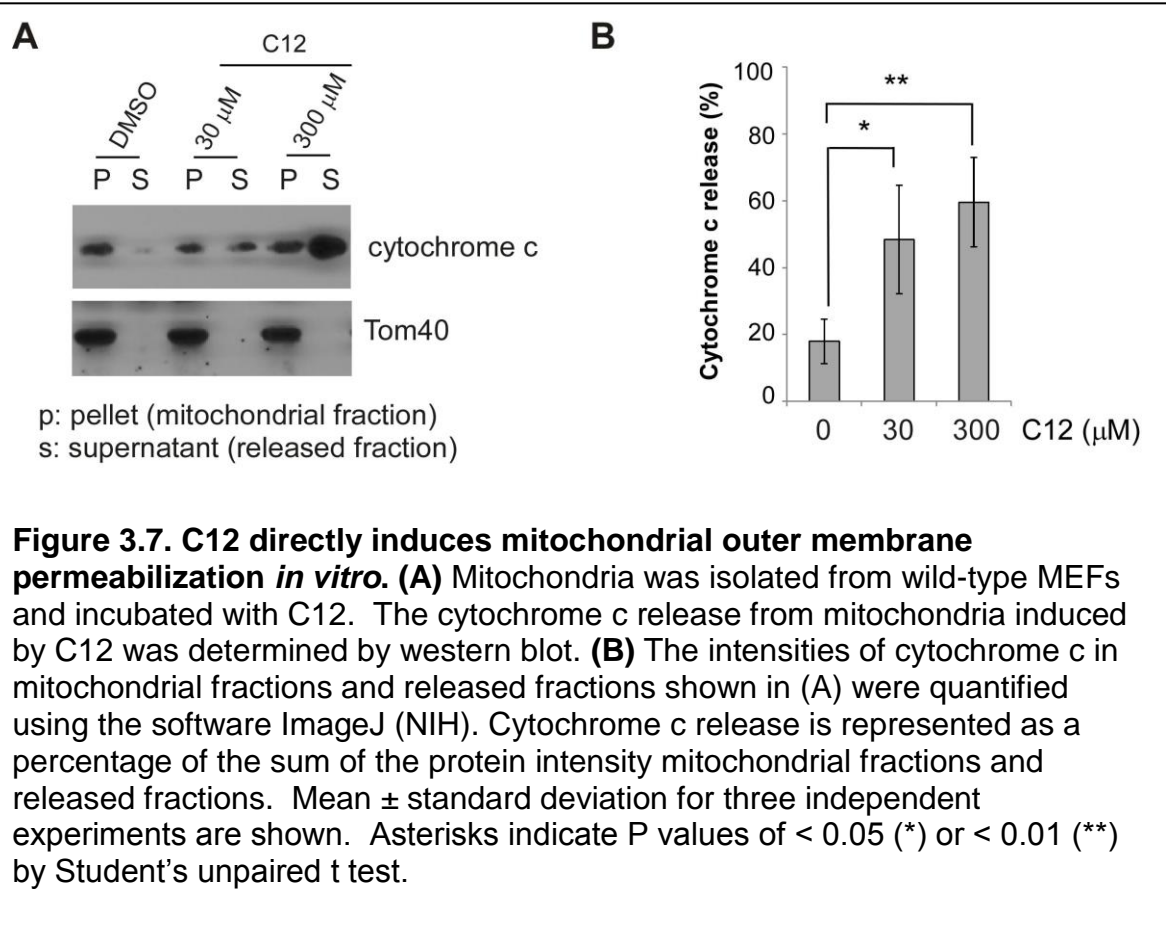 A
C12
DMSO
30 μM
300 μM
P S P S P S
cytochrome c
Tom40
p: pellet (mitochondrial fraction)
s: supernatant (released fraction)
B
Cytochrome c release (%)
100
80
60
40
20
0
**
*
0 30 300 C12 (μM)
Figure 3.7. C12 directly induces mitochondrial outer membrane
permeabilization in vitro. (A) Mitochondria was isolated from wild-type MEFs
and incubated with C12. The cytochrome c release from mitochondria induced
by C12 was determined by western blot. (B) The intensities of cytochrome c in
mitochondrial fractions and released fractions shown in (A) were quantified
using the software ImageJ (NIH). Cytochrome c release is represented as a
percentage of the sum of the protein intensity mitochondrial fractions and
released fractions. Mean ± standard deviation for three independent
experiments are shown. Asterisks indicate P values of < 0.05 (*) or < 0.01 (**)
by Student’s unpaired t test.